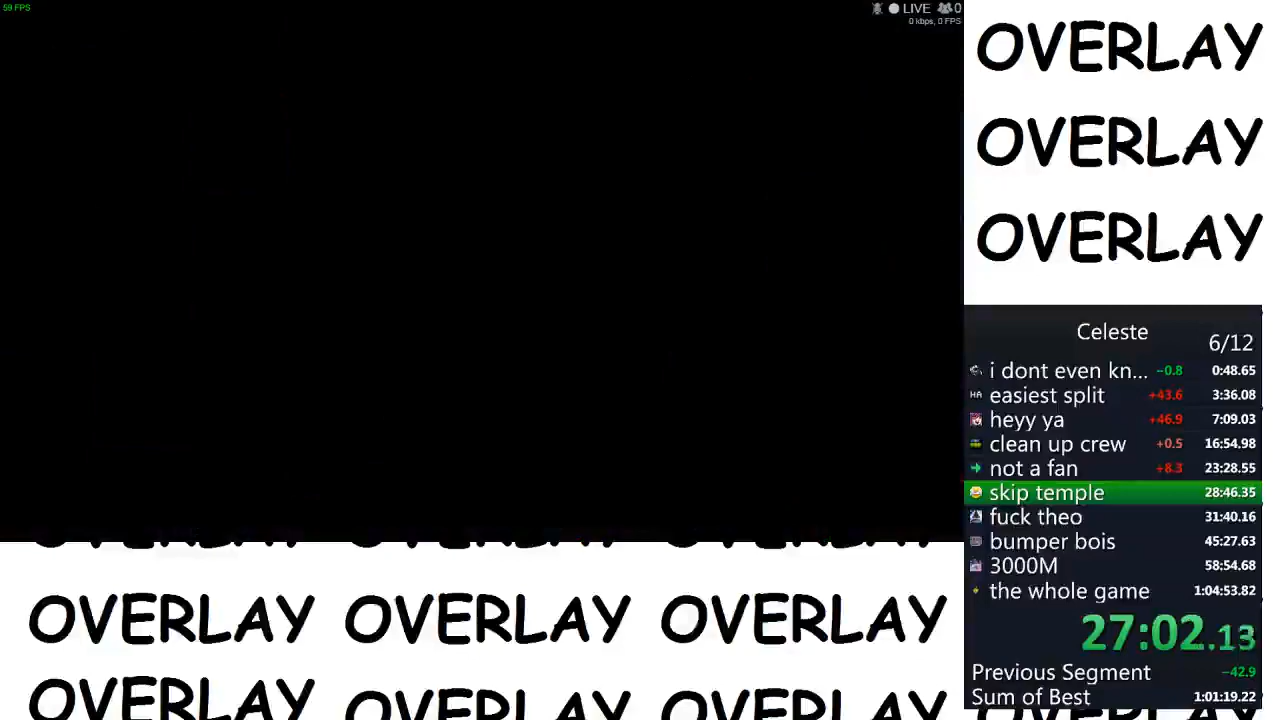 59 FPS
LIVE 0
0 kbps, 0 FPS
OVERLAY
OVERLAY
OVERLAY
Celeste
6/12
i dont even kn... −0.8 0:48.65
easiest split +43.6 3:36.08
heyy ya +46.9 7:09.03
clean up crew +0.5 16:54.98
not a fan +8.3 23:28.55
skip temple 28:46.35
fuck theo 31:40.16
bumper bois 45:27.63
3000M 58:54.68
the whole game 1:04:53.82
27:02.13
Previous Segment −42.9
Sum of Best 1:01:19.22
OVERLAY OVERLAY OVERLAY
OVERLAY OVERLAY OVERLAY